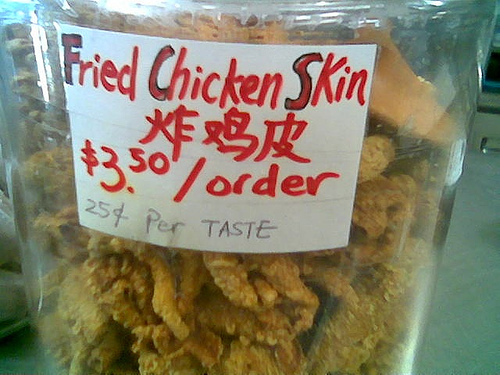 Fried Chicken Skin
炸鸡皮
$3.50/order
25¢ Per TASTE